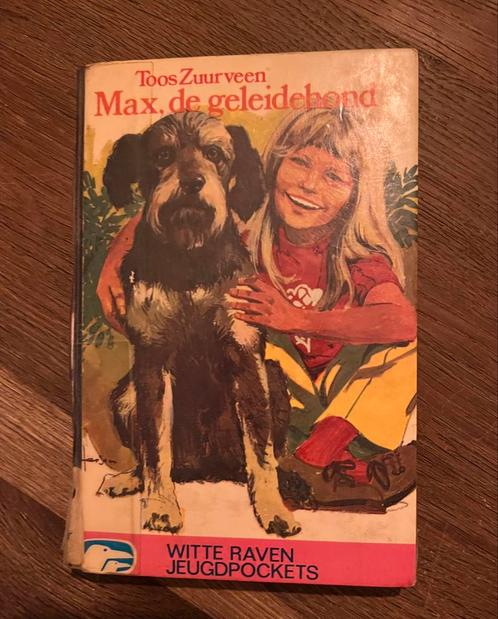 Toos Zuurveen
Max, de geleidehond
WITTE RAVEN
JEUGDPOCKETS